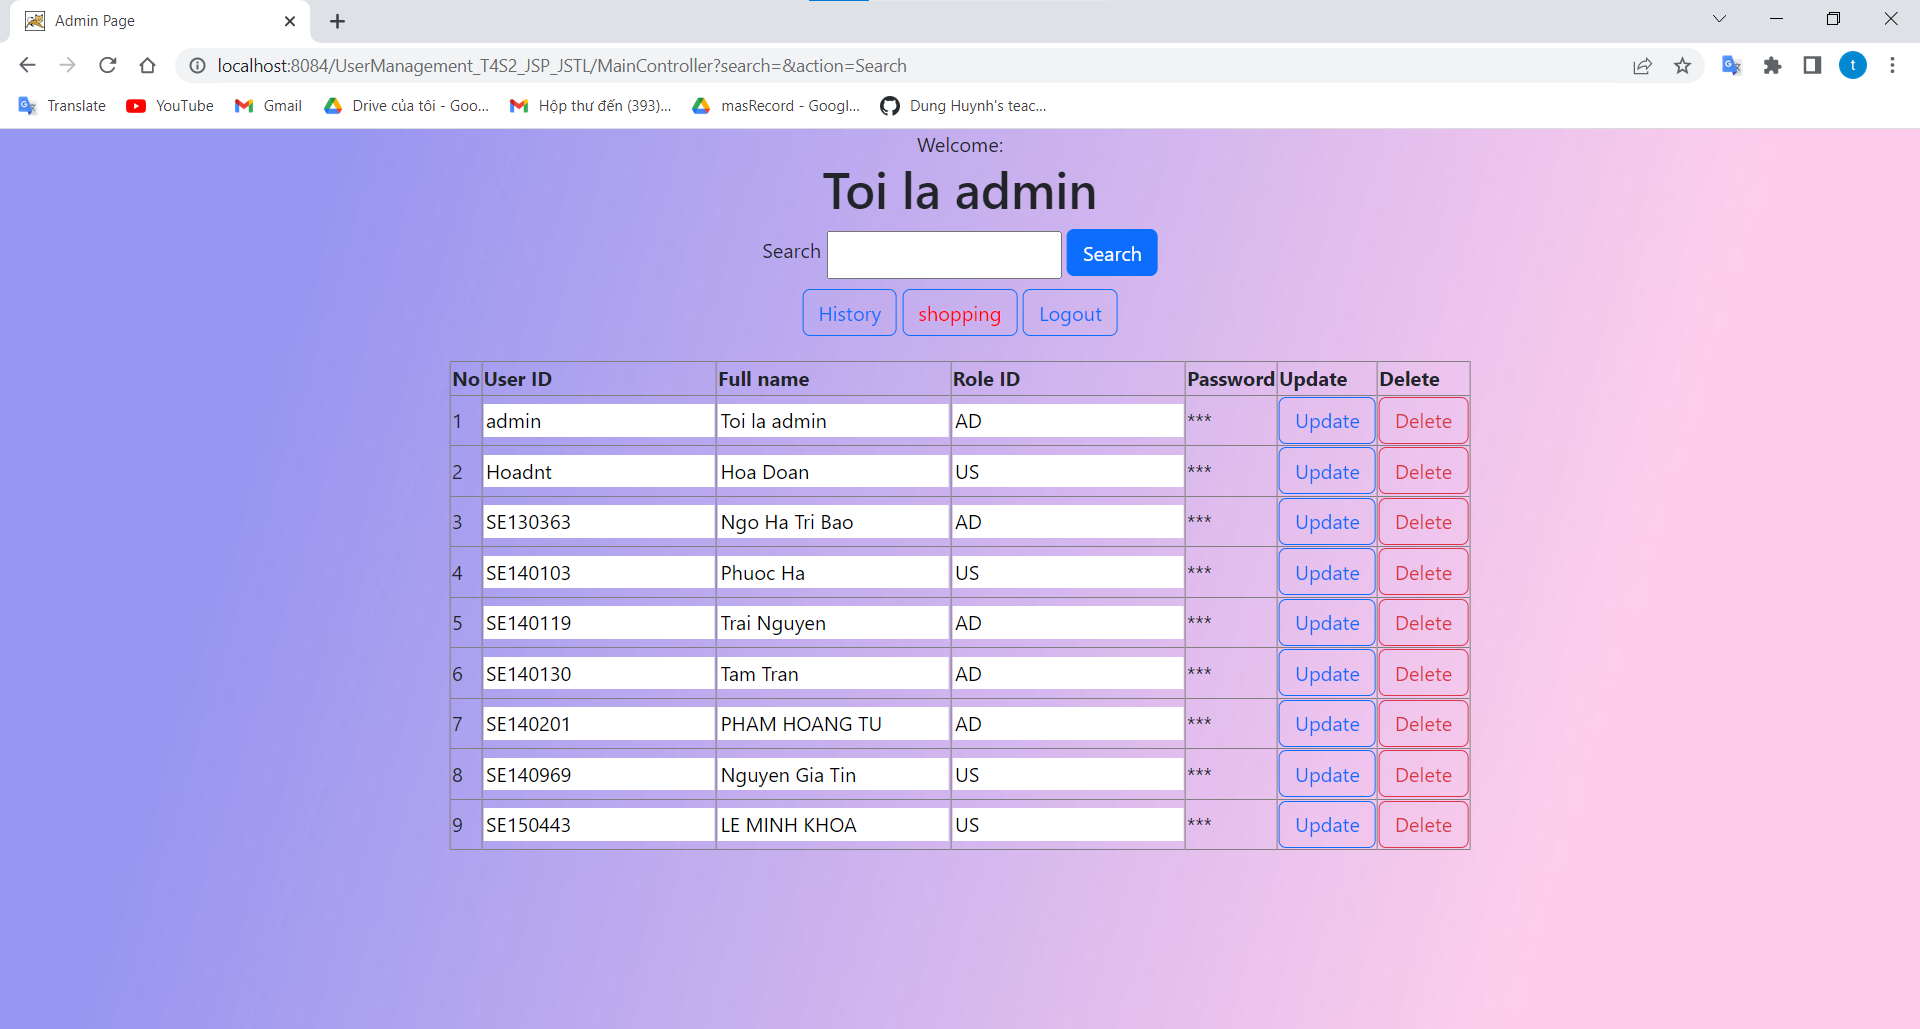 Admin Page
localhost:8084/UserManagement_T4S2_JSP_JSTL/MainController?search=&action=Search
t
Translate YouTube Gmail Drive của tôi - Goo... Hộp thư đến (393)... masRecord - Googl... Dung Huynh's teac...
Welcome:
Toi la admin
Search Search
History shopping Logout
No User ID Full name Role ID Password Update Delete
1 admin Toi la admin AD *** Update Delete
2 Hoadnt Hoa Doan US *** Update Delete
3 SE130363 Ngo Ha Tri Bao AD *** Update Delete
4 SE140103 Phuoc Ha US *** Update Delete
5 SE140119 Trai Nguyen AD *** Update Delete
6 SE140130 Tam Tran AD *** Update Delete
7 SE140201 PHAM HOANG TU AD *** Update Delete
8 SE140969 Nguyen Gia Tin US *** Update Delete
9 SE150443 LE MINH KHOA US *** Update Delete